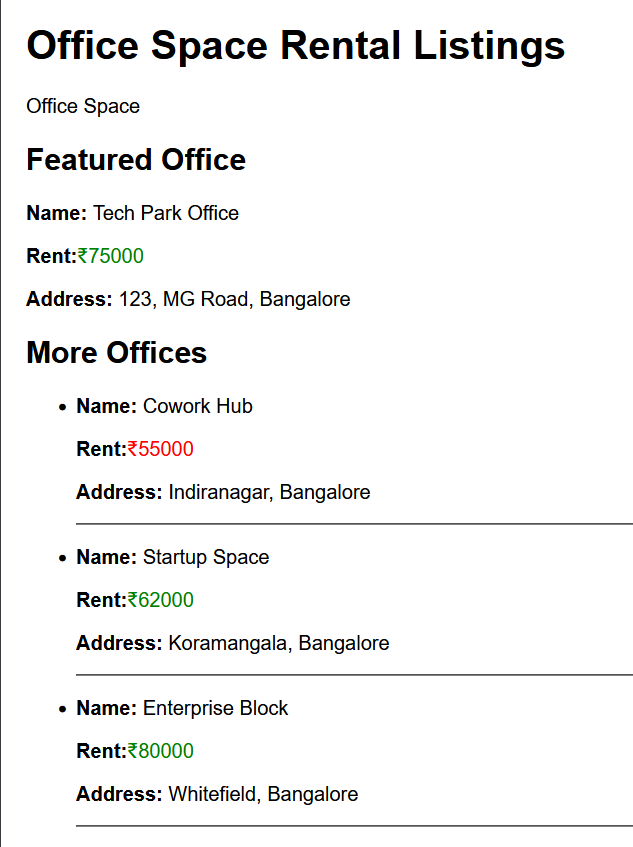 Office Space Rental Listings
Office Space
Featured Office
Name: Tech Park Office
Rent:₹75000
Address: 123, MG Road, Bangalore
More Offices
Name: Cowork Hub
Rent:₹55000
Address: Indiranagar, Bangalore
Name: Startup Space
Rent:₹62000
Address: Koramangala, Bangalore
Name: Enterprise Block
Rent:₹80000
Address: Whitefield, Bangalore